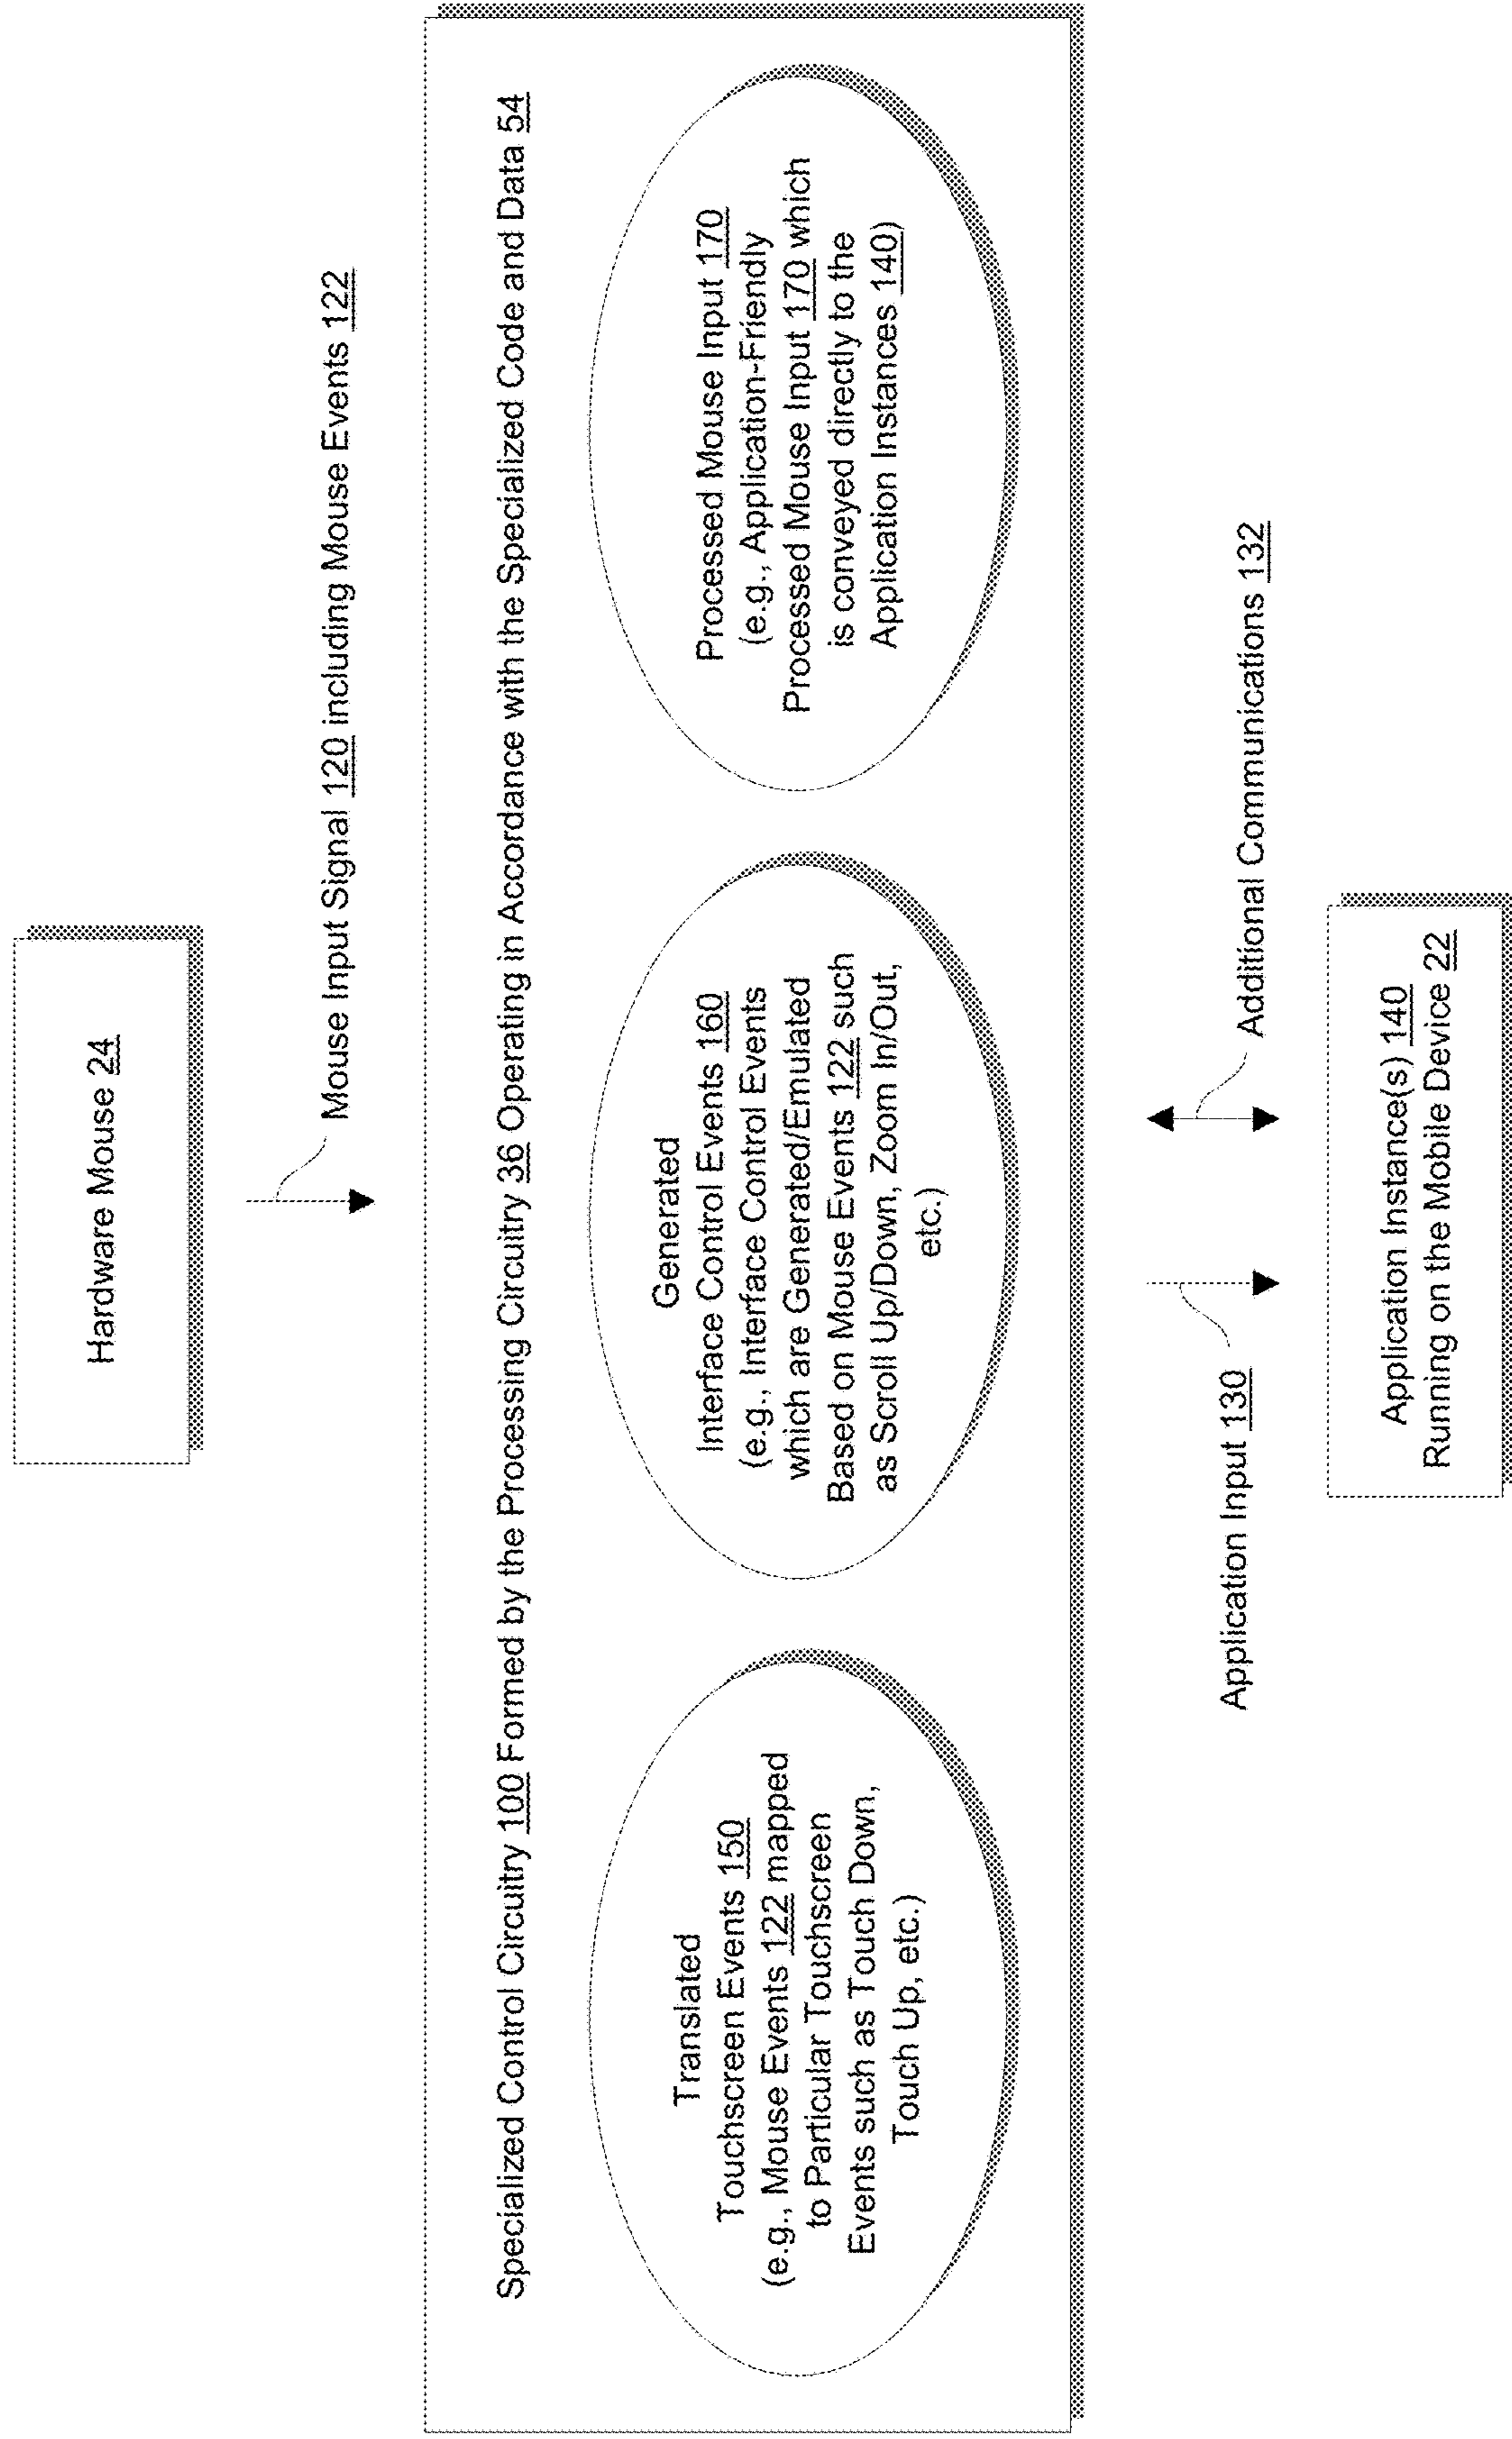 Hardware Mouse 24
Mouse Input Signal 120 including Mouse Events 122
Specialized Control Circuitry 100 Formed by the Processing Circuitry 36 Operating in Accordance with the Specialized Code and Data 54
Translated
Touchscreen Events 150
(e.g., Mouse Events 122 mapped
to Particular Touchscreen
Events such as Touch Down,
Touch Up, etc.)
Generated
Interface Control Events 160
(e.g., Interface Control Events
which are Generated/Emulated
Based on Mouse Events 122 such
as Scroll Up/Down, Zoom In/Out,
etc.)
Processed Mouse Input 170
(e.g., Application-Friendly
Processed Mouse Input 170 which
is conveyed directly to the
Application Instances 140)
Application Input 130
Additional Communications 132
Application Instance(s) 140
Running on the Mobile Device 22